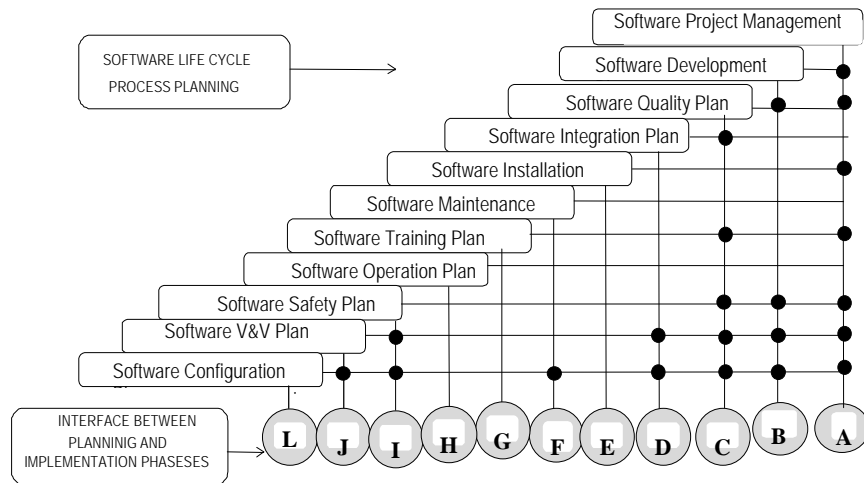 Software Project Management
SOFTWARE LIFE CYCLE
PROCESS PLANNING
Software Development
Software Quality Plan
Software Integration Plan
Software Installation
Software Maintenance
Software Training Plan
Software Operation Plan
Software Safety Plan
Software V&V Plan
Software Configuration
INTERFACE BETWEEN
PLANNING AND
IMPLEMENTATION PHASESES
L J I H G F E D C B A